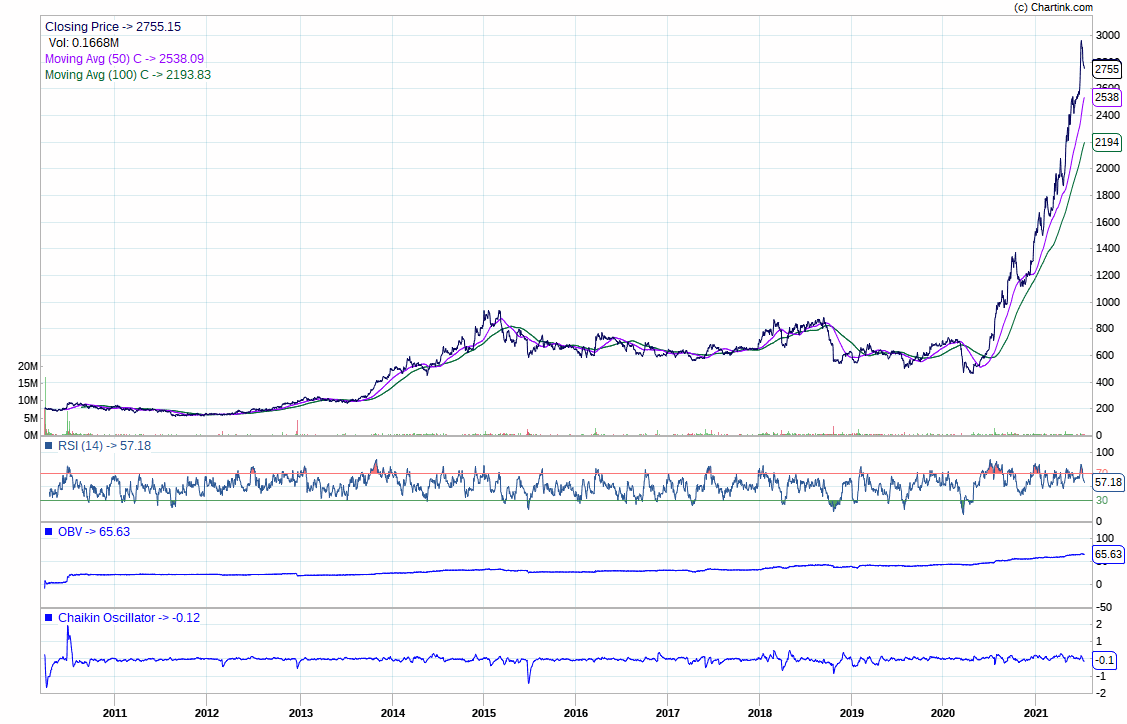 (c) Chartink.com
Closing Price -> 2755.15
Vol: 0.1668M
Moving Avg (50) C -> 2538.09
Moving Avg (100) C -> 2193.83
3000
2755
2538
2400
2194
2000
1800
1600
1400
1200
1000
800
600
400
200
0
20M
15M
10M
5M
0M
RSI (14) -> 57.18
100
70
57.18
30
0
OBV -> 65.63
100
65.63
0
-50
Chaikin Oscillator -> -0.12
2
1
-0.1
-1
-2
2011 2012 2013 2014 2015 2016 2017 2018 2019 2020 2021